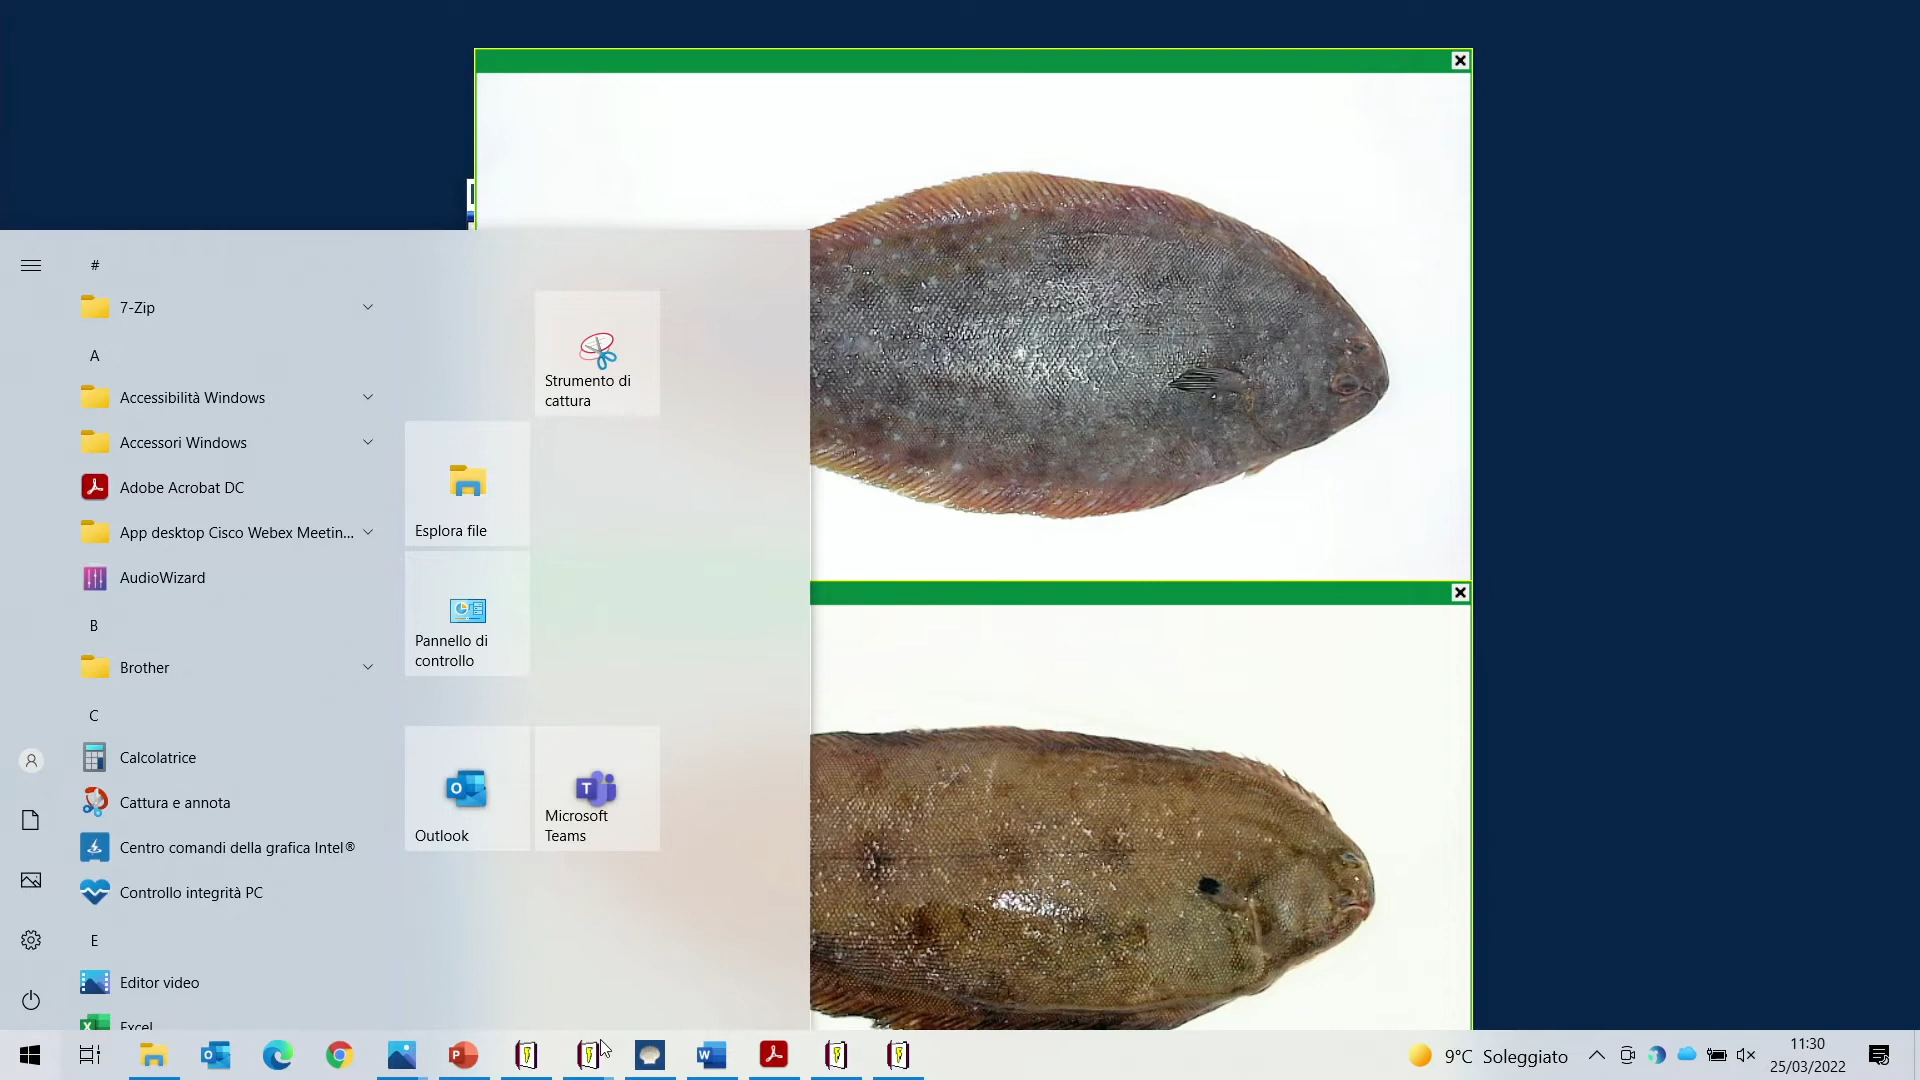 #
7-Zip
A
Accessibilità Windows
Accessori Windows
Adobe Acrobat DC
App desktop Cisco Webex Meetin...
AudioWizard
B
Brother
C
Calcolatrice
Cattura e annota
Centro comandi della grafica Intel®
Controllo integrità PC
E
Editor video
Excel
Strumento di
cattura
Esplora file
Pannello di
controllo
Outlook
Microsoft
Teams
9°C Soleggiato
11:30
25/03/2022